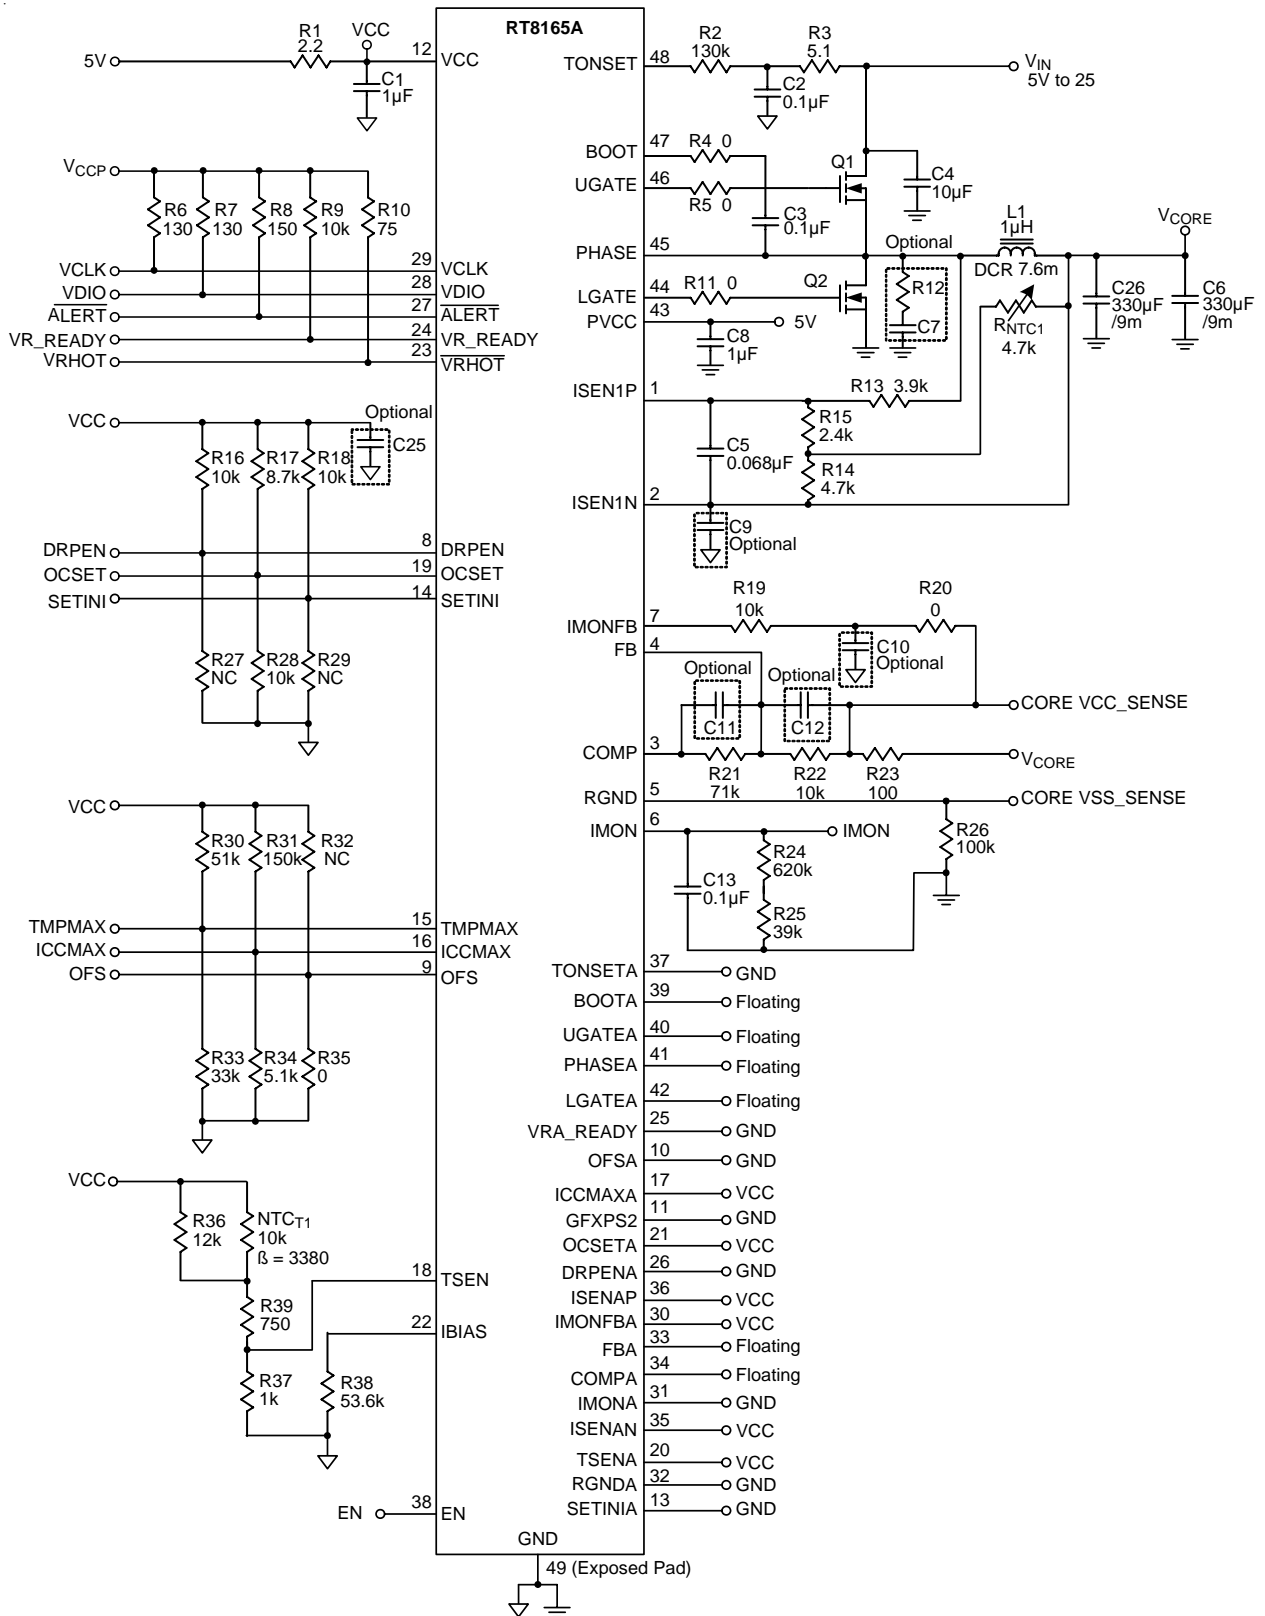 RT8165A
R1
2.2
VCC
5V
12
VCC
C1
1µF
VCCP
R6
130
R7
130
R8
150
R9
10k
R10
75
VCLK
29
VCLK
VDIO
28
VDIO
ALERT
27
ALERT
VR_READY
24
VR_READY
VRHOT
23
VRHOT
VCC
Optional
C25
R16
10k
R17
8.7k
R18
10k
DRPEN
8
DRPEN
OCSET
19
OCSET
SETINI
14
SETINI
R27
NC
R28
10k
R29
NC
VCC
R30
51k
R31
150k
R32
NC
TMPMAX
15
TMPMAX
ICCMAX
16
ICCMAX
OFS
9
OFS
R33
33k
R34
5.1k
R35
0
VCC
R36
12k
NTCT1
10k
ß = 3380
18
TSEN
R39
750
22
IBIAS
R37
1k
R38
53.6k
EN
38
EN
GND
49 (Exposed Pad)
TONSET
48
R2
130k
R3
5.1
C2
0.1µF
VIN
5V to 25
BOOT
47
R4 0
UGATE
46
R5 0
Q1
C4
10µF
C3
0.1µF
PHASE
45
Optional
L1
1µH
DCR 7.6m
VCORE
LGATE
44
R11 0
Q2
R12
C7
RNTC1
4.7k
C26
330µF
/9m
C6
330µF
/9m
PVCC
43
5V
C8
1µF
ISEN1P
1
R13 3.9k
R15
2.4k
C5
0.068µF
R14
4.7k
ISEN1N
2
C9
Optional
IMONFB
7
R19
10k
R20
0
C10
Optional
FB
4
Optional
C11
Optional
C12
CORE VCC_SENSE
COMP
3
R21
71k
R22
10k
R23
100
VCORE
RGND
5
CORE VSS_SENSE
IMON
6
IMON
R26
100k
R24
620k
C13
0.1µF
R25
39k
TONSETA
37
GND
BOOTA
39
Floating
UGATEA
40
Floating
PHASEA
41
Floating
LGATEA
42
Floating
VRA_READY
25
GND
OFSA
10
GND
ICCMAXA
17
VCC
GFXPS2
11
GND
OCSETA
21
VCC
DRPENA
26
GND
ISENAP
36
VCC
IMONFBA
30
VCC
FBA
33
Floating
COMPA
34
Floating
IMONA
31
GND
ISENAN
35
VCC
TSENA
20
VCC
RGNDA
32
GND
SETINIA
13
GND